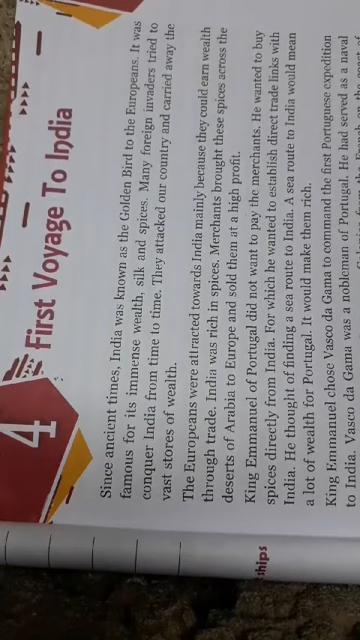 4
First Voyage To India
Since ancient times, India was known as the Golden Bird to the Europeans. It was
famous for its immense wealth, silk and spices. Many foreign invaders tried to
conquer India from time to time. They attacked our country and carried away the
vast stores of wealth.
The Europeans were attracted towards India mainly because they could earn wealth
through trade. India was rich in spices. Merchants brought these spices across the
deserts of Arabia to Europe and sold them at a high profit.
King Emmanuel of Portugal did not want to pay the merchants. He wanted to buy
spices directly from India. For which he wanted to establish direct trade links with
India. He thought of finding a sea route to India. A sea route to India would mean
a lot of wealth for Portugal. It would make them rich.
King Emmanuel chose Vasco da Gama to command the first Portuguese expedition
to India. Vasco da Gama was a nobleman of Portugal. He had served as a naval
ships